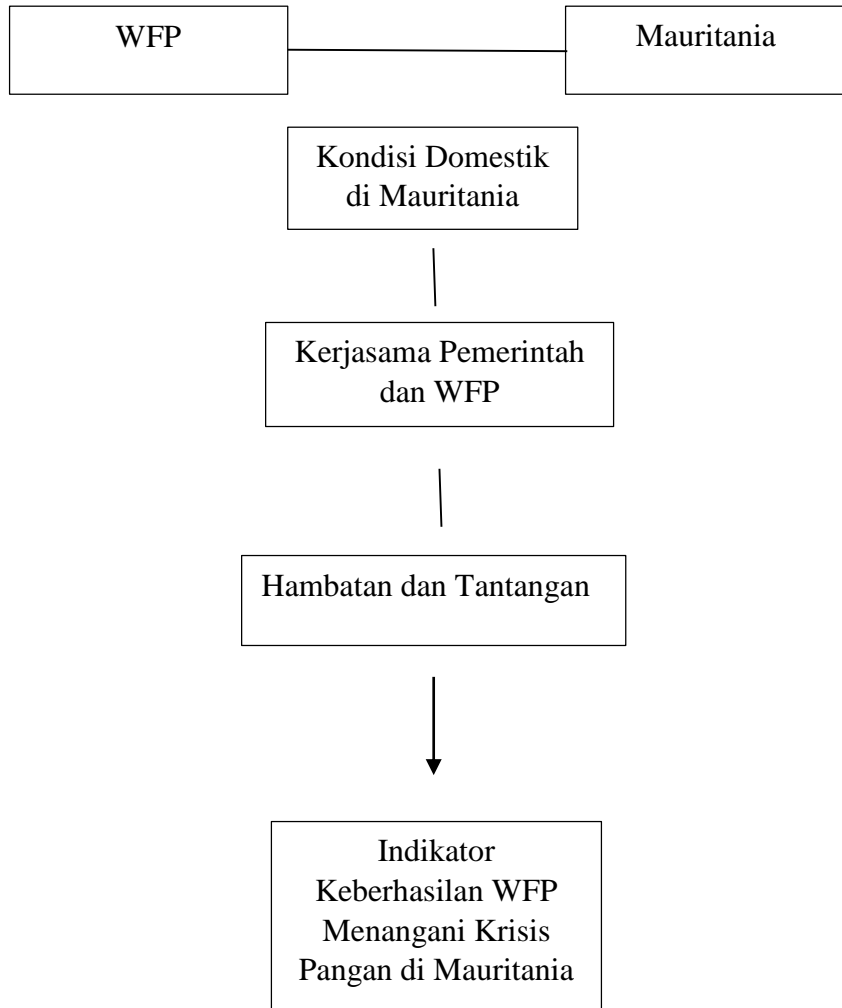 WFP
Mauritania
Kondisi Domestik
di Mauritania
Kerjasama Pemerintah
dan WFP
Hambatan dan Tantangan
Indikator
Keberhasilan WFP
Menangani Krisis
Pangan di Mauritania